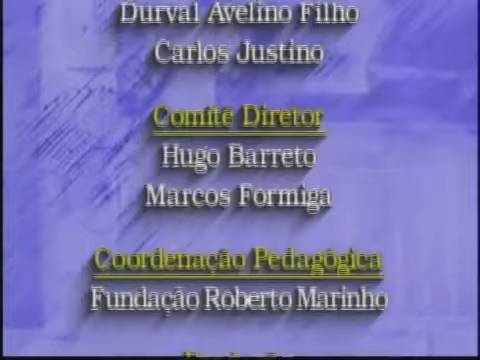 Durval Avelino Filho
Carlos Justino
Comitê Diretor
Hugo Barreto
Marcos Formiga
Coordenação Pedagógica
Fundação Roberto Marinho